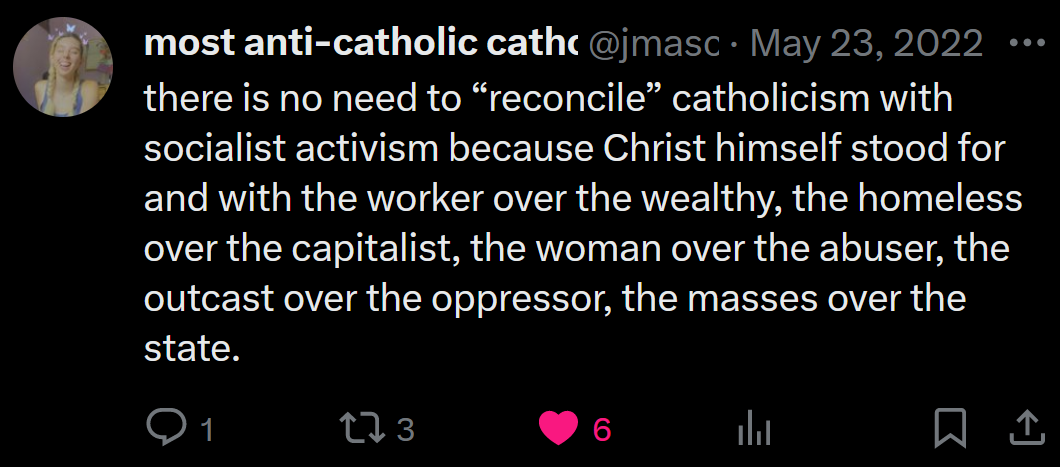 most anti-catholic cathc @jmasc · May 23, 2022
there is no need to “reconcile” catholicism with
socialist activism because Christ himself stood for
and with the worker over the wealthy, the homeless
over the capitalist, the woman over the abuser, the
outcast over the oppressor, the masses over the
state.
1 3 6